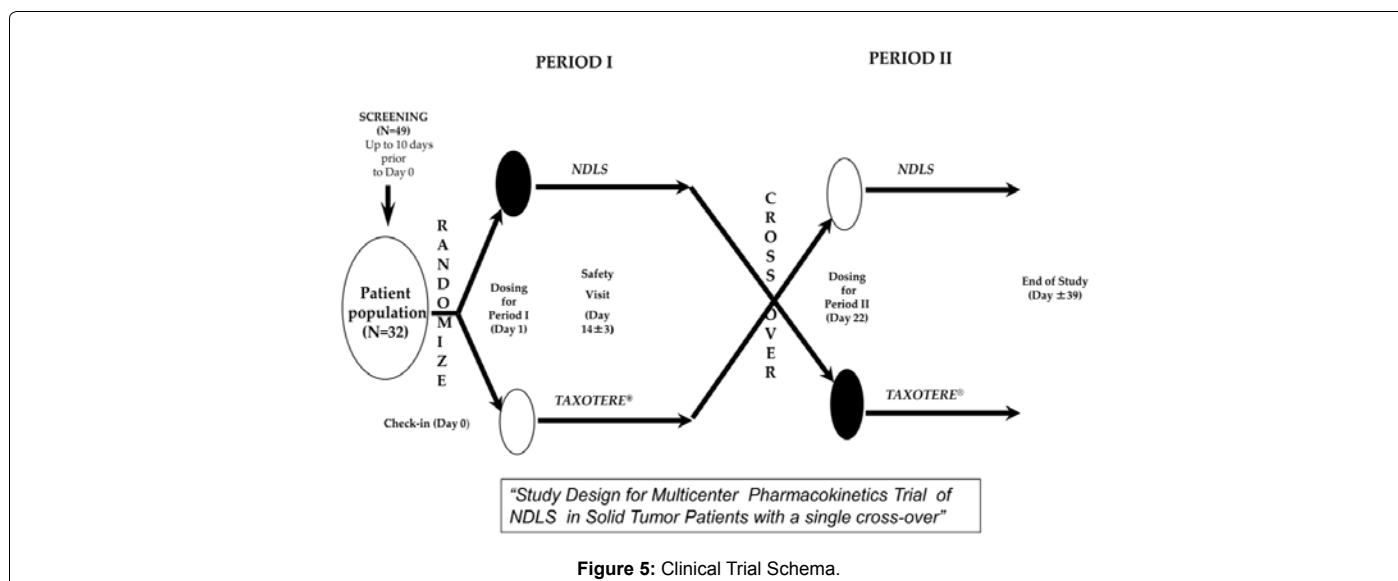 PERIOD I
PERIOD II
SCREENING
(N=49)
Up to 10 days
prior
to Day 0
Patient
population
(N=32)
RANDOMIZE
Check-in (Day 0)
NDLS
Dosing
for
Period I
(Day 1)
Safety
Visit
(Day
14±3)
TAXOTERE®
CROSS OVER
NDLS
Dosing
for
Period II
(Day 22)
TAXOTERE®
End of Study
(Day ±39)
“Study Design for Multicenter Pharmacokinetics Trial of
NDLS in Solid Tumor Patients with a single cross-over”
Figure 5: Clinical Trial Schema.